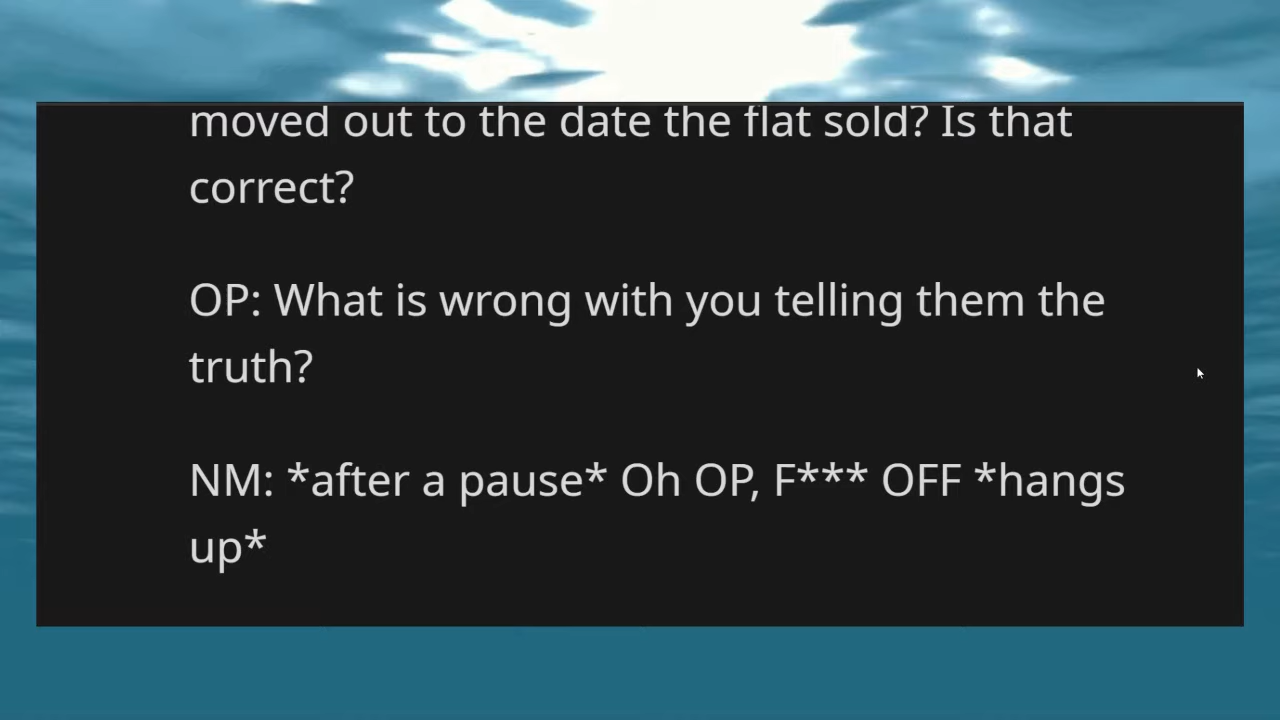 moved out to the date the flat sold? Is that
correct?
OP: What is wrong with you telling them the
truth?
NM: *after a pause* Oh OP, F*** OFF *hangs
up*